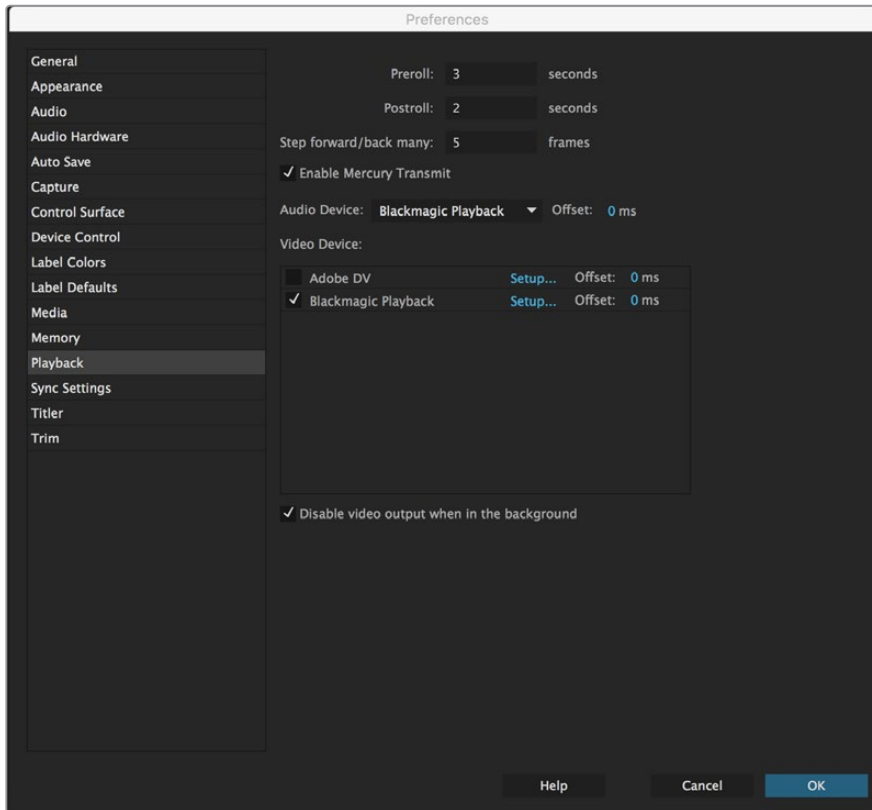 Preferences
General
Appearance
Audio
Audio Hardware
Auto Save
Capture
Control Surface
Device Control
Label Colors
Label Defaults
Media
Memory
Playback
Sync Settings
Titler
Trim
Preroll: 3 seconds
Postroll: 2 seconds
Step forward/back many: 5 frames
Enable Mercury Transmit
Audio Device: Blackmagic Playback Offset: 0 ms
Video Device:
Adobe DV Setup... Offset: 0 ms
Blackmagic Playback Setup... Offset: 0 ms
Disable video output when in the background
Help Cancel OK